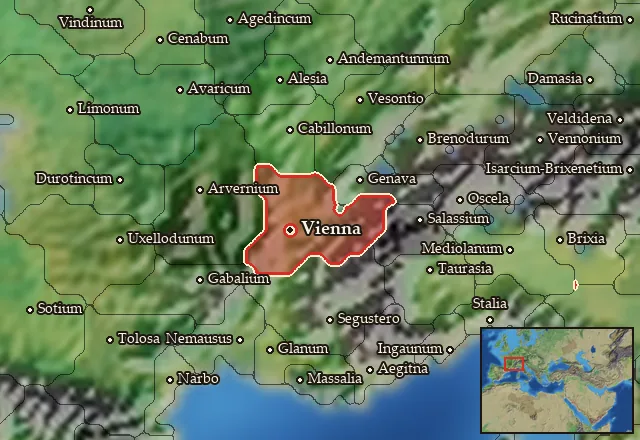 Vindinum
Agedincum
Rucinatium
Cenabum
Andemantunnum
Alesia
Damasia
Avaricum
Vesontio
Limonum
Veldidena
Cabillonum
Brenodurum
Vennonium
Isarcium-Brixenetium
Durotincum
Arvernium
Genava
Oscela
Salassium
Vienna
Uxellodunum
Mediolanum
Brixia
Taurasia
Gabalium
Sotium
Stalia
Segustero
Tolosa
Nemausus
Glanum
Ingaunum
Aegitna
Narbo
Massalia